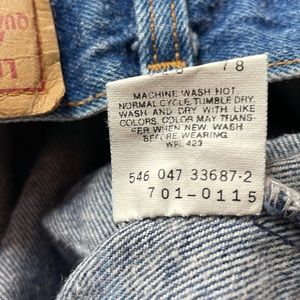 78
MACHINE WASH HOT.
NORMAL CYCLE. TUMBLE DRY.
WASH AND DRY WITH LIKE
COLORS. COLOR MAY TRANS-
FER WHEN NEW. WASH
BEFORE WEARING.
WPL 423
546 047 33687-2
701-0115